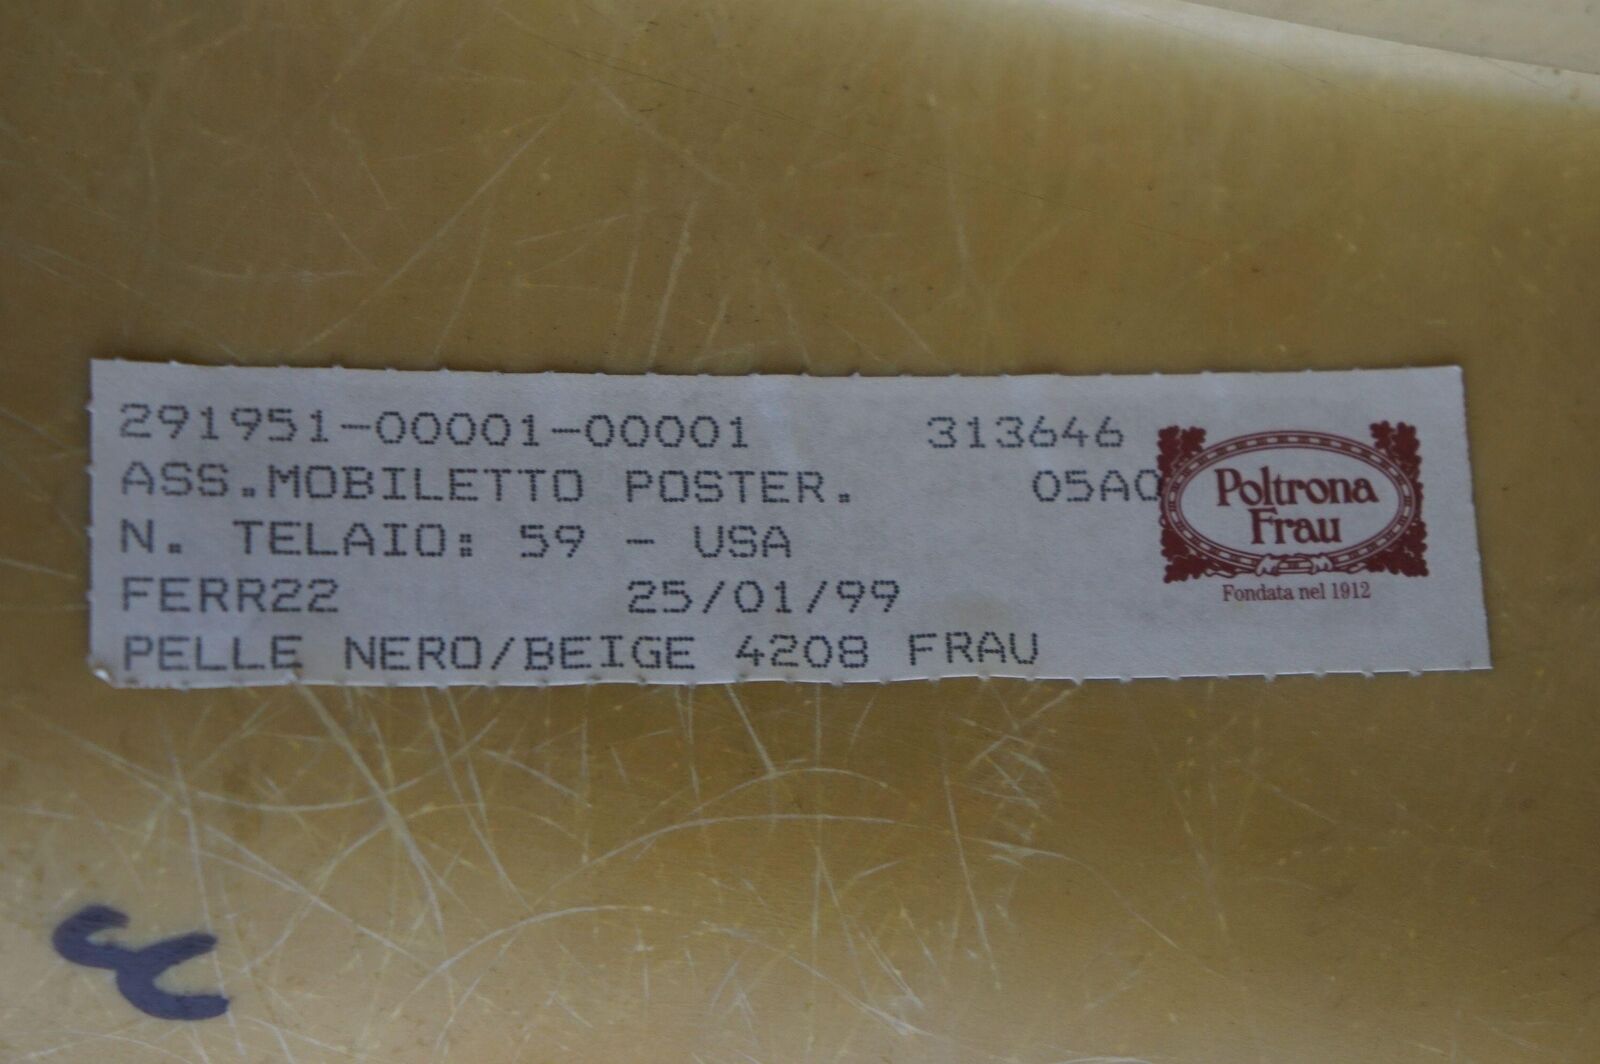 291951-00001-00001 313646
ASS.MOBILETTO POSTER.
N. TELAIO: 59 - USA
FERR22 25/01/99
PELLE NERO/BEIGE 4208 FRAU
Poltrona
Frau
Fondata nel 1912